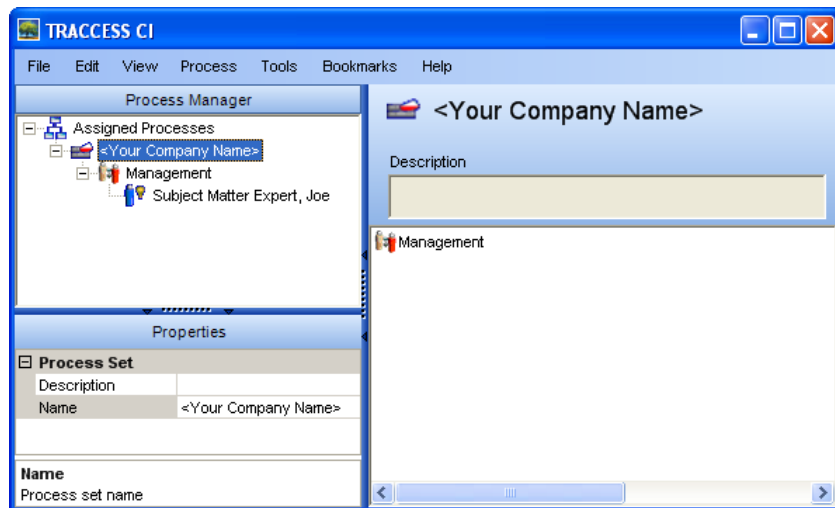 TRACCESS CI
File Edit View Process Tools Bookmarks Help
Process Manager
Assigned Processes
<Your Company Name>
Management
Subject Matter Expert, Joe
Properties
Process Set
Description
Name <Your Company Name>
Name
Process set name
<Your Company Name>
Description
Management